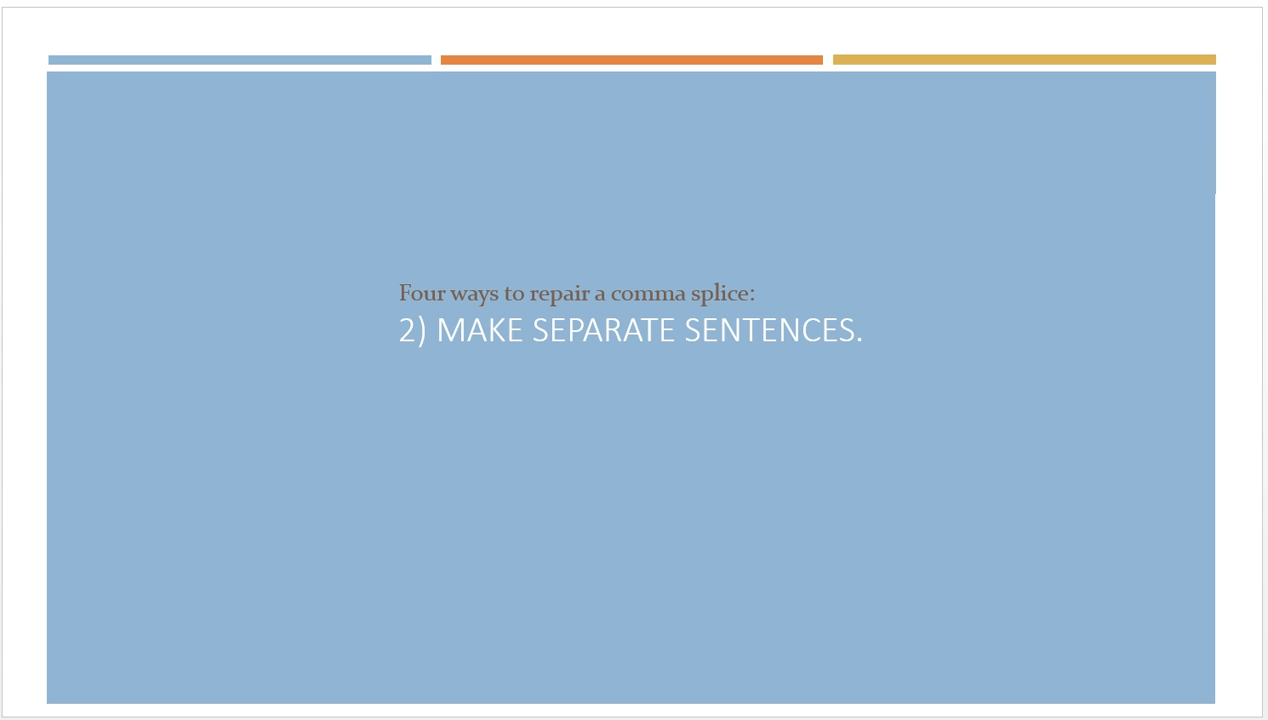 Four ways to repair a comma splice:
2) MAKE SEPARATE SENTENCES.